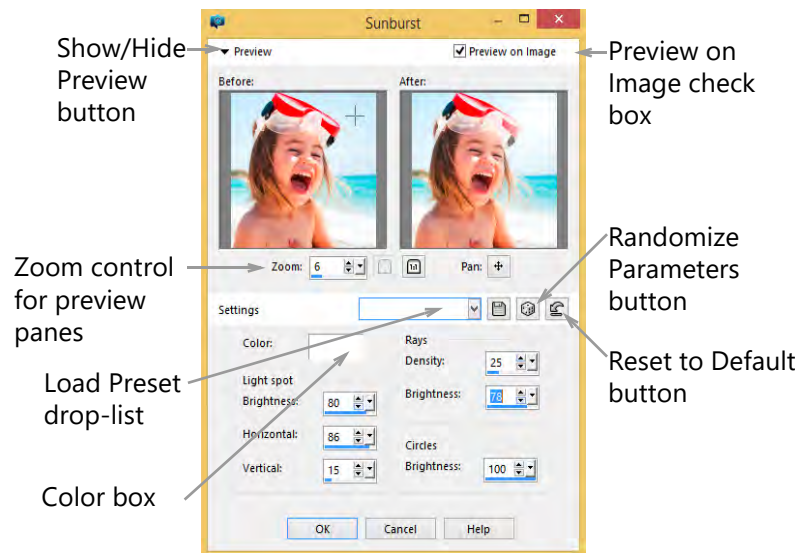 Sunburst
Show/Hide
Preview
button
Preview
Preview on Image
Preview on
Image check
box
Before:
After:
Zoom control
for preview
panes
Zoom:
6
1:1
Pan:
Randomize
Parameters
button
Settings
Load Preset
drop-list
Reset to Default
button
Color:
Light spot
Brightness:
80
Horizontal:
86
Vertical:
15
Rays
Density:
25
Brightness:
78
Circles
Brightness:
100
Color box
OK
Cancel
Help